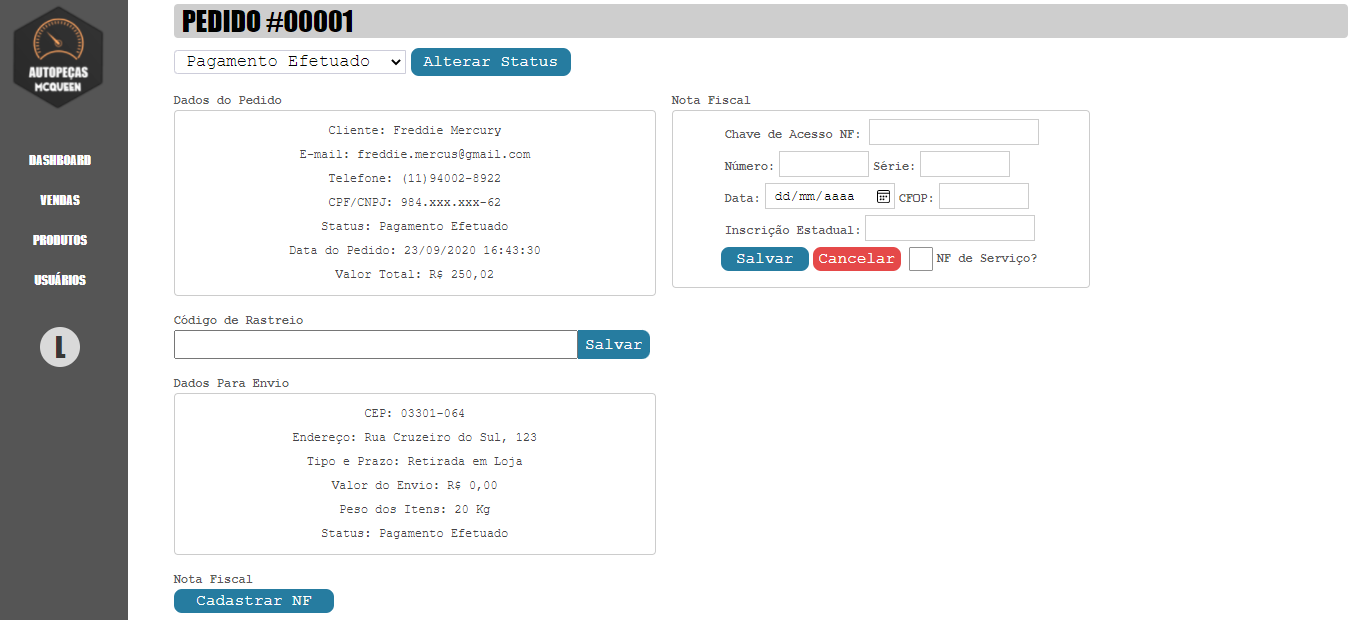 AUTOPEÇAS
MCQUEEN
DASHBOARD
VENDAS
PRODUTOS
USUÁRIOS
L
PEDIDO #00001
Pagamento Efetuado
Alterar Status
Dados do Pedido
Cliente: Freddie Mercury
E-mail: freddie.mercus@gmail.com
Telefone: (11)94002-8922
CPF/CNPJ: 984.xxx.xxx-62
Status: Pagamento Efetuado
Data do Pedido: 23/09/2020 16:43:30
Valor Total: R$ 250,02
Código de Rastreio
Salvar
Dados Para Envio
CEP: 03301-064
Endereço: Rua Cruzeiro do Sul, 123
Tipo e Prazo: Retirada em Loja
Valor do Envio: R$ 0,00
Peso dos Itens: 20 Kg
Status: Pagamento Efetuado
Nota Fiscal
Cadastrar NF
Nota Fiscal
Chave de Acesso NF:
Número: Série:
Data: dd/mm/aaaa CFOP:
Inscrição Estadual:
Salvar Cancelar NF de Serviço?